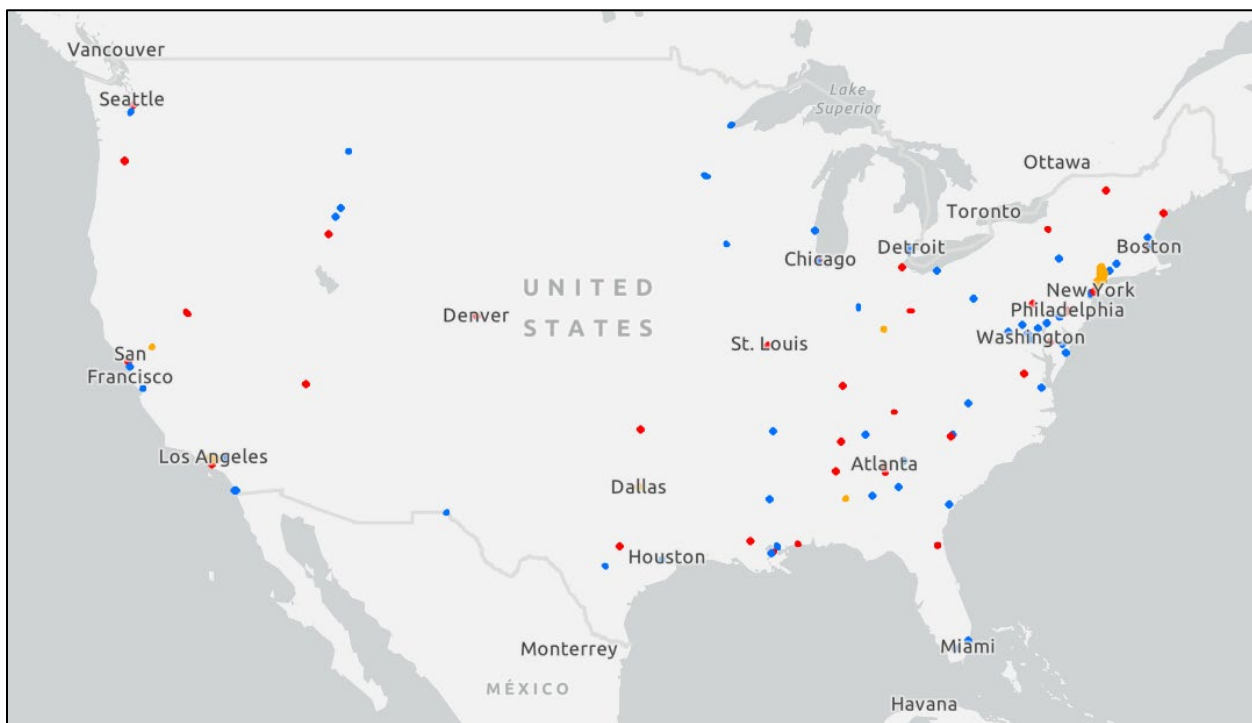 Vancouver
Seattle
Lake
Superior
Ottawa
Toronto
Boston
Chicago
Detroit
New York
Philadelphia
UNITED
STATES
Denver
St. Louis
Washington
San
Francisco
Los Angeles
Atlanta
Dallas
Houston
Monterrey
Miami
MÉXICO
Havana